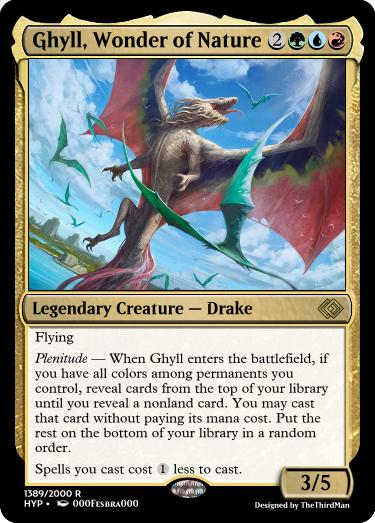 Ghyll, Wonder of Nature 2
Legendary Creature — Drake
Flying
Plenitude — When Ghyll enters the battlefield, if
you have all colors among permanents you
control, reveal cards from the top of your library
until you reveal a nonland card. You may cast
that card without paying its mana cost. Put the
rest on the bottom of your library in a random
order.
Spells you cast cost 1 less to cast.
3/5
1389/2000 R
HYP • 000Fesbra000
Designed by TheThirdMan